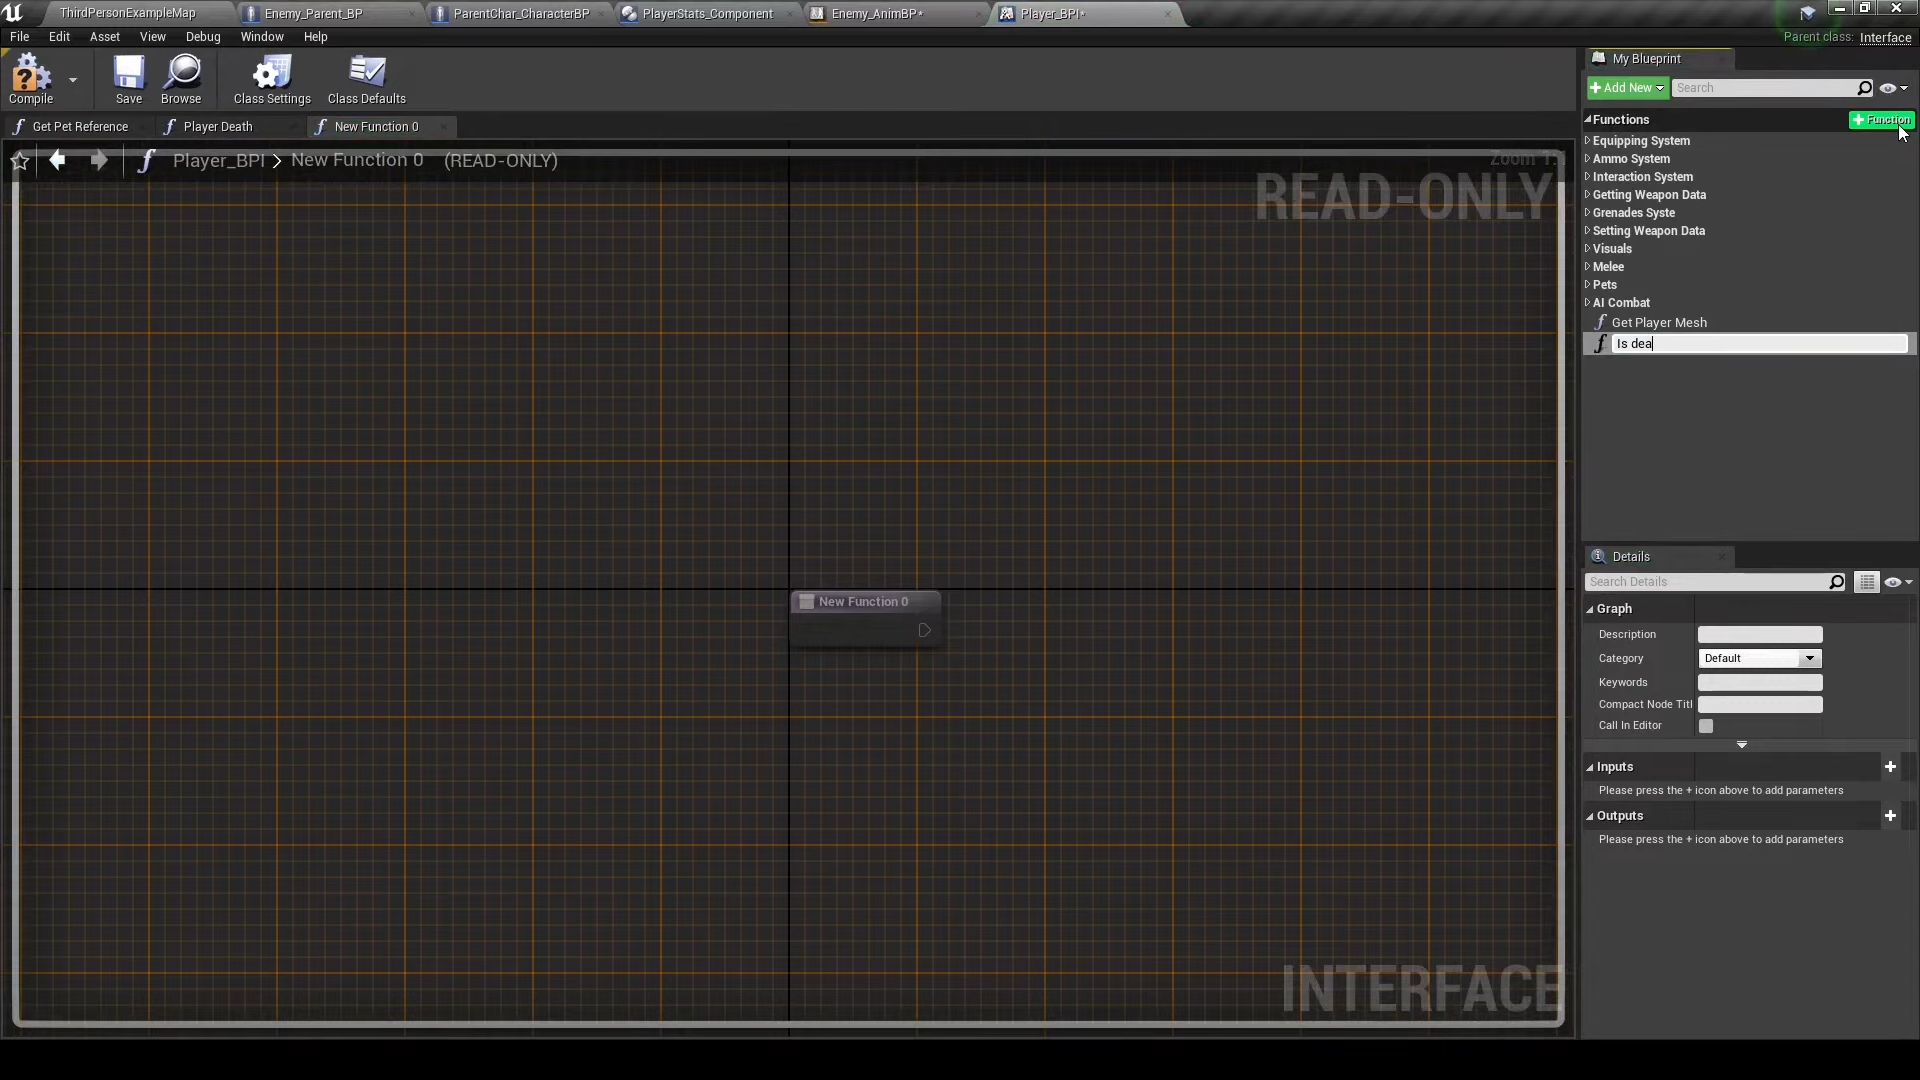 ThirdPersonExampleMap
Enemy_Parent_BP
ParentChar_CharacterBP
PlayerStats_Component
Enemy_AnimBP*
Player_BPI*
File Edit Asset View Debug Window Help
Parent class: Interface
Compile
Save
Browse
Class Settings
Class Defaults
My Blueprint
Add New
Search
Get Pet Reference
Player Death
New Function 0
Player_BPI > New Function 0 (READ-ONLY)
READ-ONLY
New Function 0
INTERFACE
Functions
Function
Equipping System
Ammo System
Interaction System
Getting Weapon Data
Grenades Syste
Setting Weapon Data
Visuals
Melee
Pets
AI Combat
Get Player Mesh
Is dea
Details
Search Details
Graph
Description
Category Default
Keywords
Compact Node Titl
Call In Editor
Inputs
Please press the + icon above to add parameters
Outputs
Please press the + icon above to add parameters